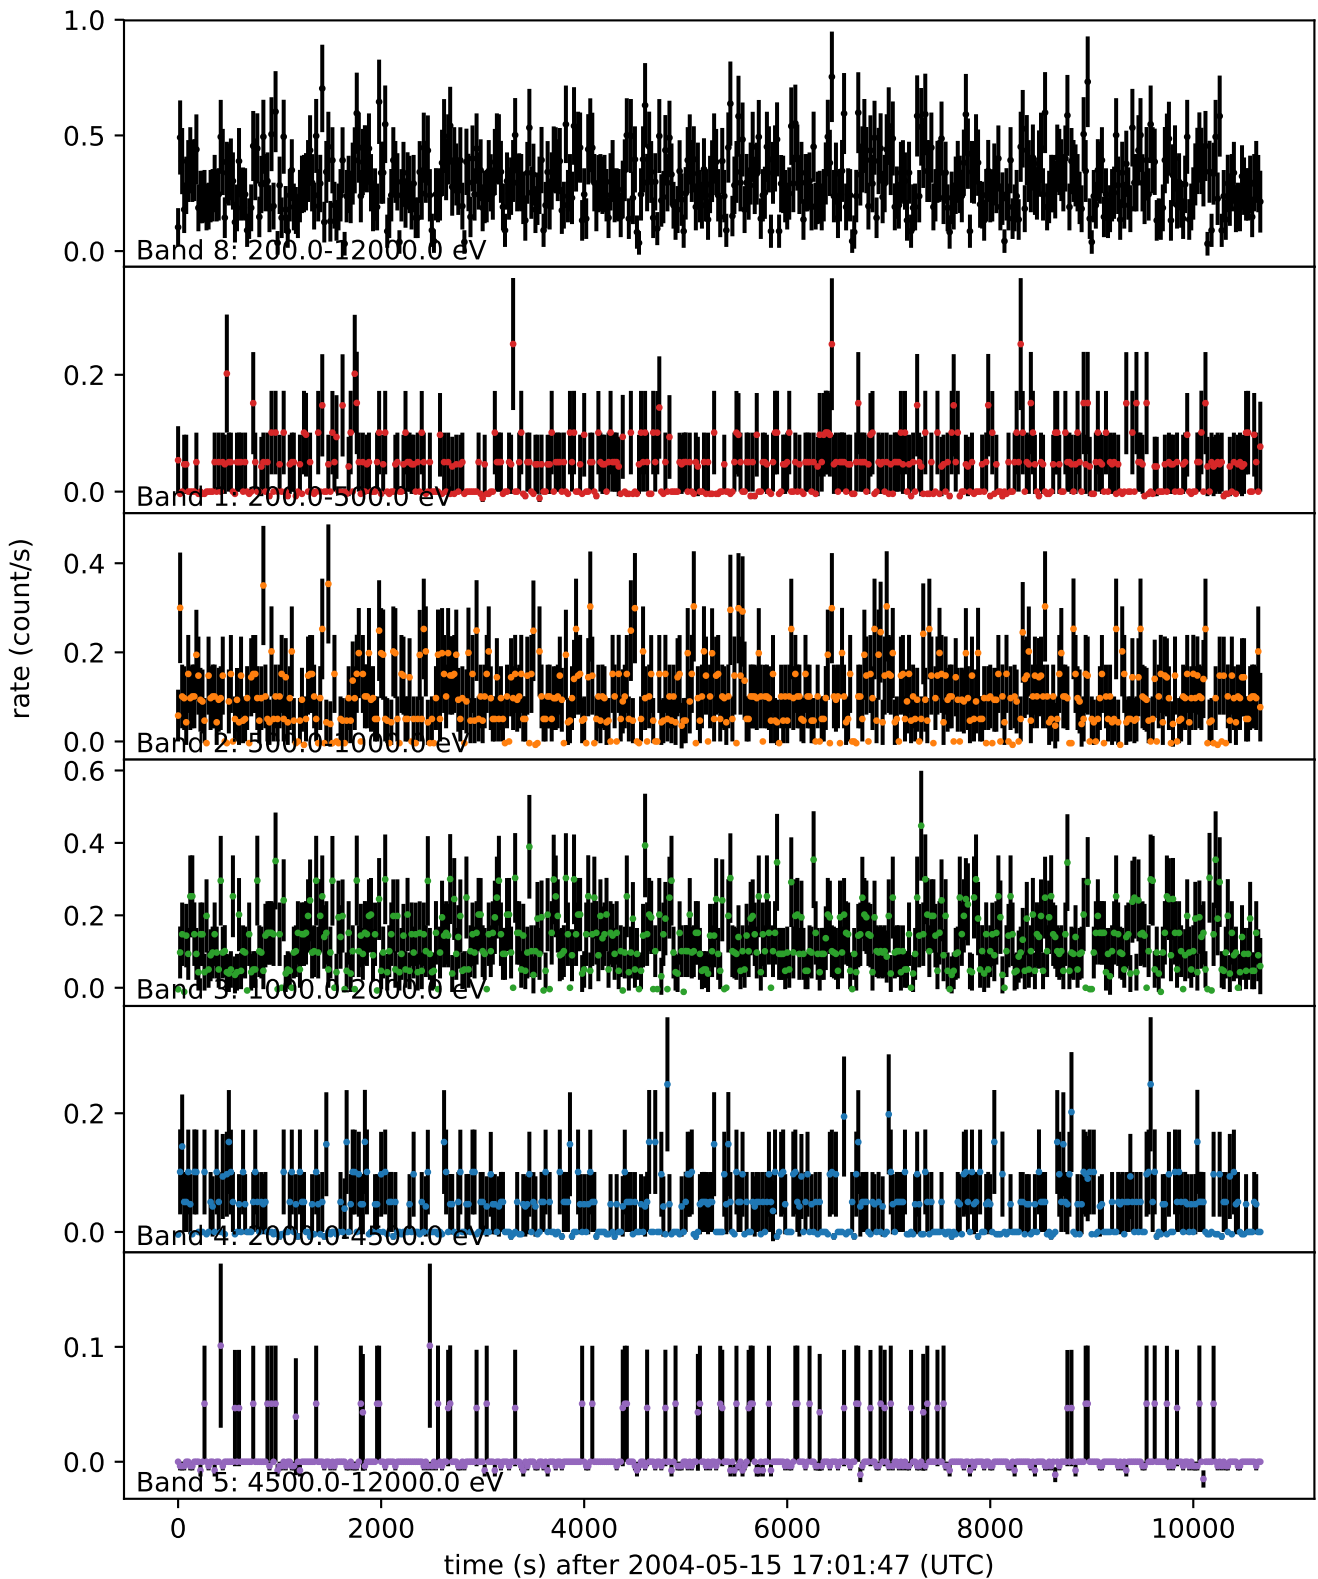 1.0
0.5
0.0
Band 8: 200.0-12000.0 eV
0.2
0.0
Band 1: 200.0-500.0 eV
0.4
0.2
0.0
Band 2: 500.0-1000.0 eV
rate (count/s)
0.6
0.4
0.2
0.0
Band 3: 1000.0-2000.0 eV
0.2
0.0
Band 4: 2000.0-4500.0 eV
0.1
0.0
Band 5: 4500.0-12000.0 eV
0 2000 4000 6000 8000 10000
time (s) after 2004-05-15 17:01:47 (UTC)